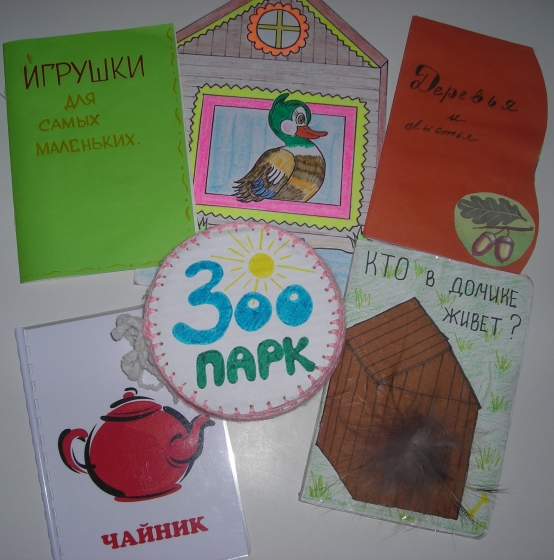 ИГРУШКИ
ДЛЯ
САМЫХ
МАЛЕНЬКИХ.
Деревья
и
листья
Зоо
ПАРК
КТО В ДОМИКЕ
ЖИВЕТ?
ЧАЙНИК